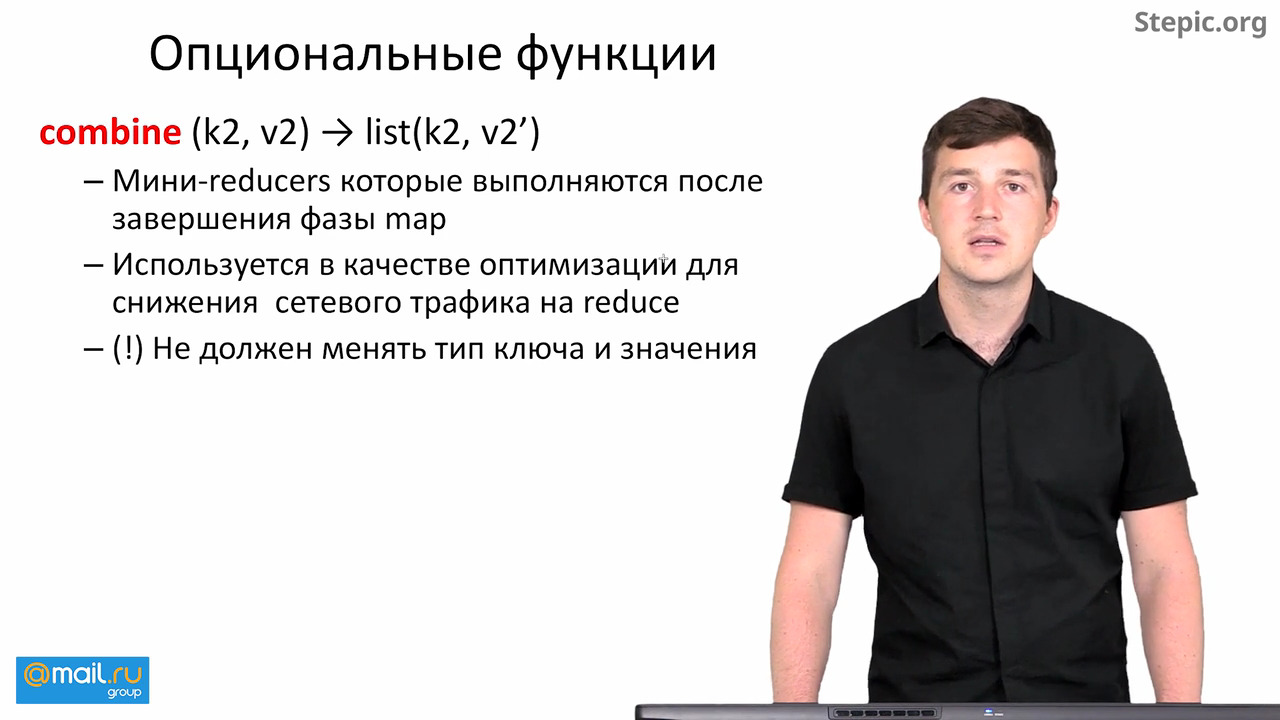 Stepic.org
Опциональные функции
combine (k2, v2) → list(k2, v2’)
– Мини-reducers которые выполняются после
завершения фазы map
– Используется в качестве оптимизации для
снижения сетевого трафика на reduce
– (!) Не должен менять тип ключа и значения
@mail.ru
group